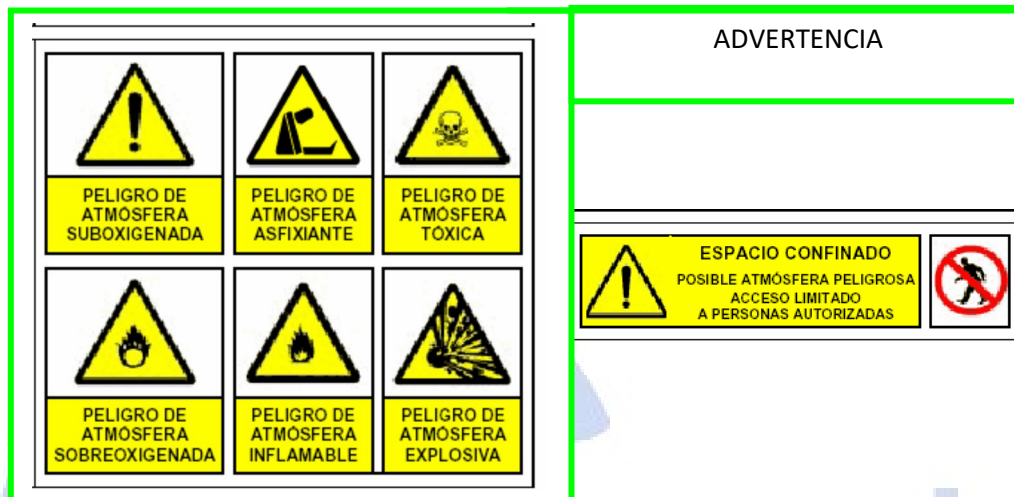 ADVERTENCIA
PELIGRO DE
ATMÓSFERA
SUBOXIGENADA
PELIGRO DE
ATMÓSFERA
ASFIXIANTE
PELIGRO DE
ATMÓSFERA
TÓXICA
PELIGRO DE
ATMÓSFERA
SOBREOXIGENADA
PELIGRO DE
ATMÓSFERA
INFLAMABLE
PELIGRO DE
ATMÓSFERA
EXPLOSIVA
ESPACIO CONFINADO
POSIBLE ATMÓSFERA PELIGROSA
ACCESO LIMITADO
A PERSONAS AUTORIZADAS